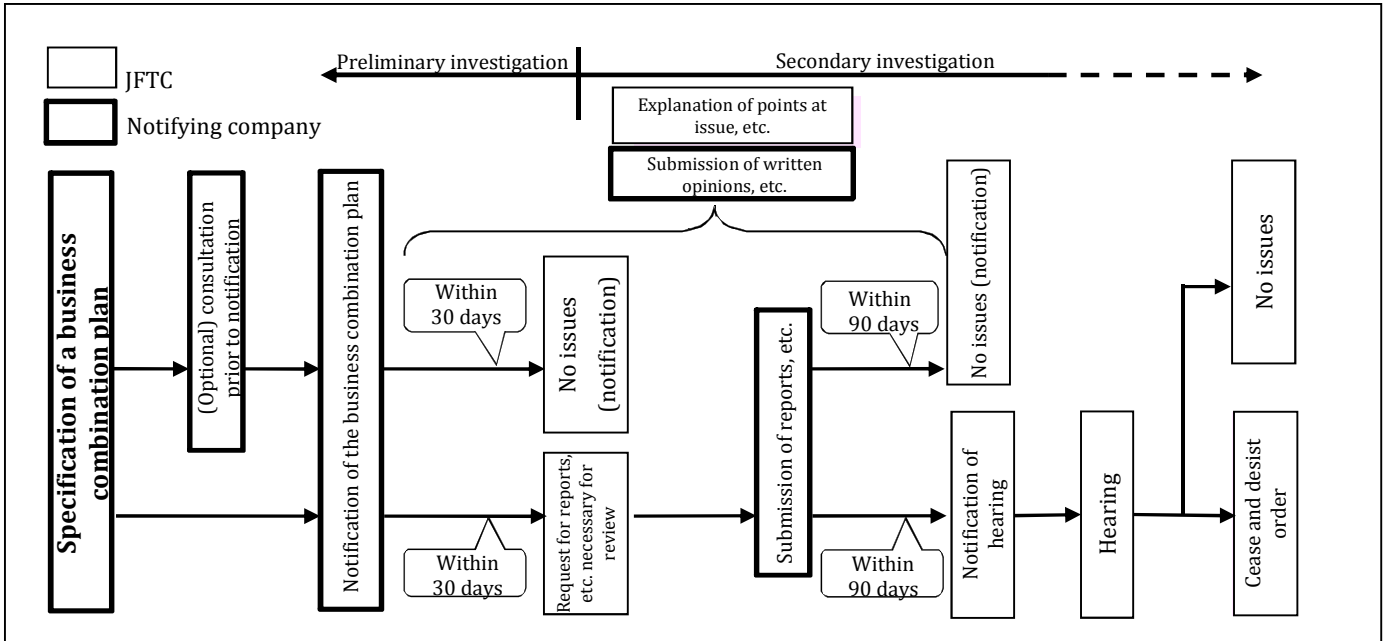 JFTC
Notifying company
Preliminary investigation
Secondary investigation
Explanation of points at
issue, etc.
Submission of written
opinions, etc.
Specification of a business
combination plan
(Optional) consultation
prior to notification
Notification of the business combination plan
Within
30 days
No issues
(notification)
Within
30 days
Request for reports,
etc. necessary for
review
Submission of reports, etc.
Within
90 days
No issues (notification)
Within
90 days
Notification of
hearing
Hearing
No issues
Cease and desist
order